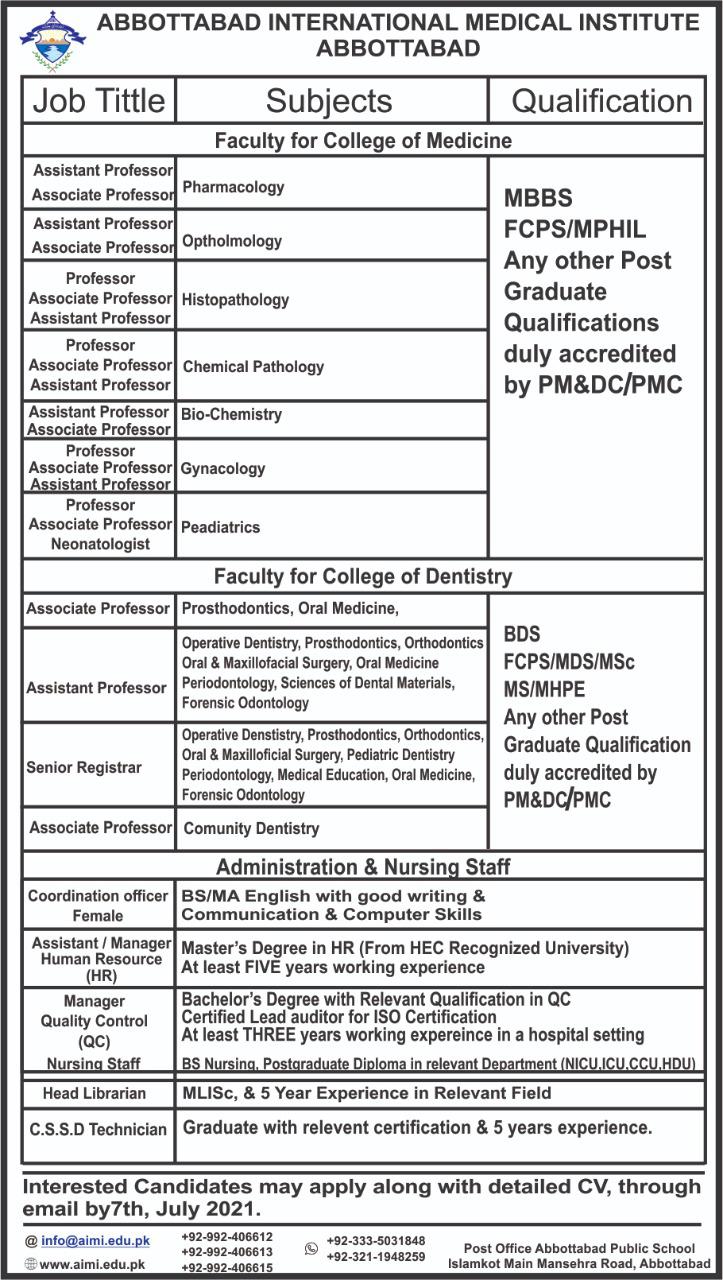 ABBOTTABAD INTERNATIONAL MEDICAL INSTITUTE
ABBOTTABAD
Job Tittle Subjects Qualification
Faculty for College of Medicine
Assistant Professor
Associate Professor
Pharmacology
Assistant Professor
Associate Professor
Optholmology
Professor
Associate Professor
Assistant Professor
Histopathology
Professor
Associate Professor
Assistant Professor
Chemical Pathology
Assistant Professor
Associate Professor
Bio-Chemistry
Professor
Associate Professor
Assistant Professor
Gynacology
Professor
Associate Professor
Neonatologist
Peadiatrics
MBBS
FCPS/MPHIL
Any other Post
Graduate
Qualifications
duly accredited
by PM&DC/PMC
Faculty for College of Dentistry
Associate Professor
Prosthodontics, Oral Medicine,
Assistant Professor
Operative Dentistry, Prosthodontics, Orthodontics
Oral & Maxillofacial Surgery, Oral Medicine
Periodontology, Sciences of Dental Materials,
Forensic Odontology
Senior Registrar
Operative Denstistry, Prosthodontics, Orthodontics,
Oral & Maxilloficial Surgery, Pediatric Dentistry
Periodontology, Medical Education, Oral Medicine,
Forensic Odontology
Associate Professor
Comunity Dentistry
BDS
FCPS/MDS/MSc
MS/MHPE
Any other Post
Graduate Qualification
duly accredited by
PM&DC/PMC
Administration & Nursing Staff
Coordination officer
Female
BS/MA English with good writing &
Communication & Computer Skills
Assistant / Manager
Human Resource
(HR)
Master's Degree in HR (From HEC Recognized University)
At least FIVE years working experience
Manager
Quality Control
(QC)
Bachelor's Degree with Relevant Qualification in QC
Certified Lead auditor for ISO Certification
At least THREE years working expereince in a hospital setting
Nursing Staff
BS Nursing, Postgraduate Diploma in relevant Department (NICU,ICU,CCU,HDU)
Head Librarian
MLISc, & 5 Year Experience in Relevant Field
C.S.S.D Technician
Graduate with relevent certification & 5 years experience.
Interested Candidates may apply along with detailed CV, through
email by7th, July 2021.
@ info@aimi.edu.pk
www.aimi.edu.pk
+92-992-406612
+92-992-406613
+92-992-406615
+92-333-5031848
+92-321-1948259
Post Office Abbottabad Public School
Islamkot Main Mansehra Road, Abbottabad